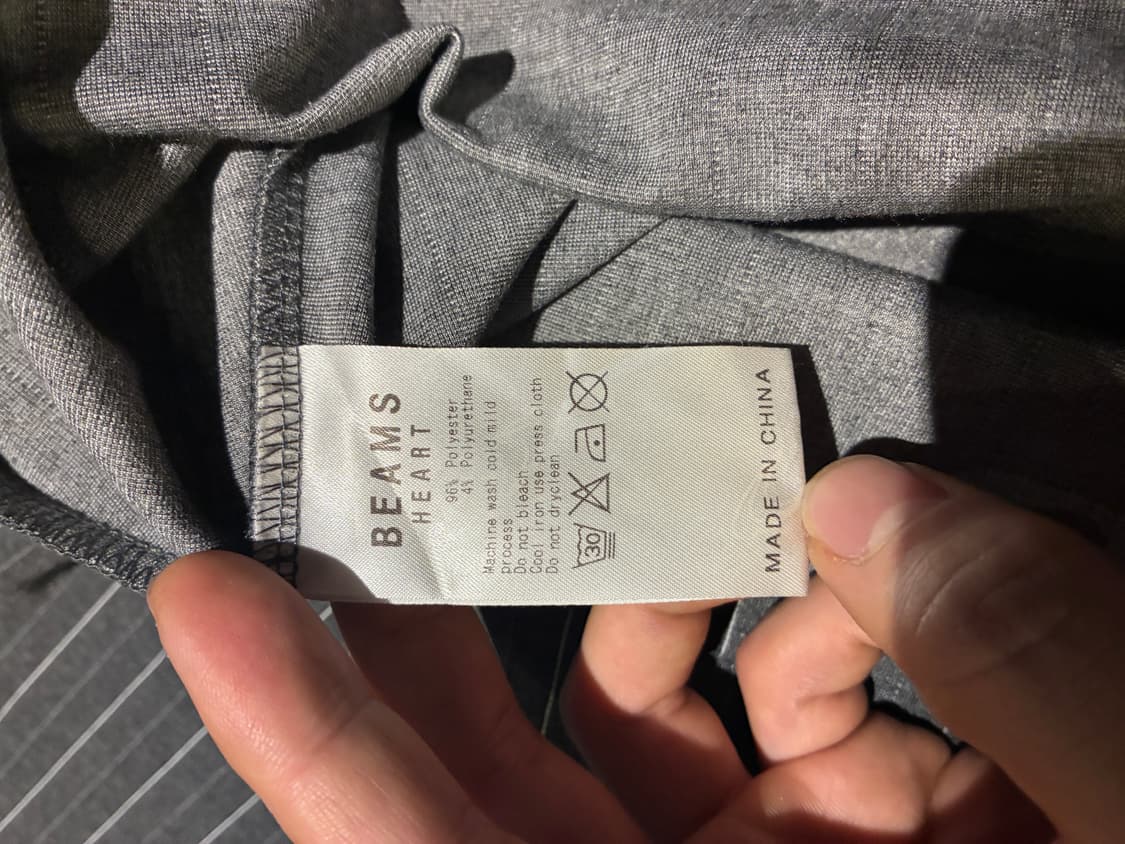 BEAMS
HEART
96% Polyester
4% Polyurethane
Machine wash cold mild
process
Do not bleach
Cool iron use press cloth
Do not dryclean
30
MADE IN CHINA